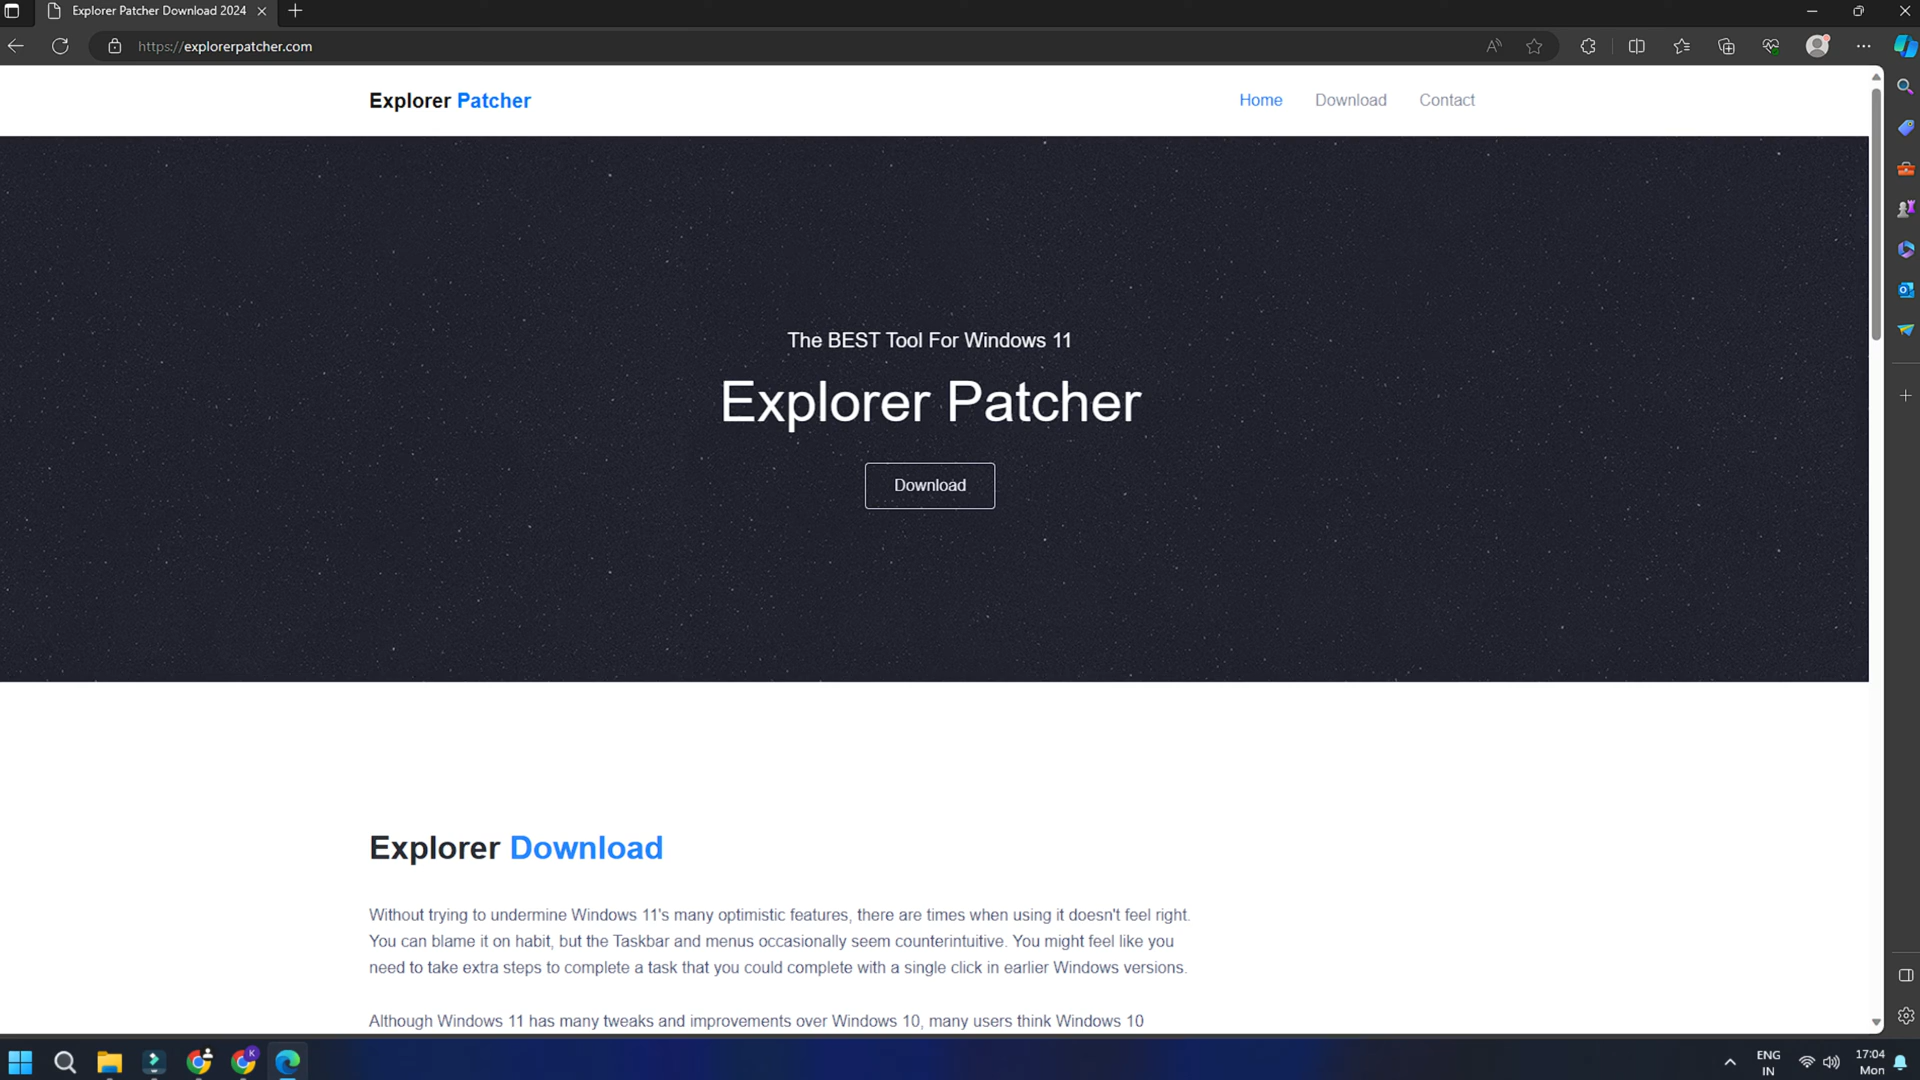 Explorer Patcher Download 2024
https://explorerpatcher.com
Explorer Patcher
Home
Download
Contact
The BEST Tool For Windows 11
Explorer Patcher
Download
Explorer Download
Without trying to undermine Windows 11's many optimistic features, there are times when using it doesn't feel right.
You can blame it on habit, but the Taskbar and menus occasionally seem counterintuitive. You might feel like you
need to take extra steps to complete a task that you could complete with a single click in earlier Windows versions.
Although Windows 11 has many tweaks and improvements over Windows 10, many users think Windows 10
K
ENG
IN
17:04
Mon